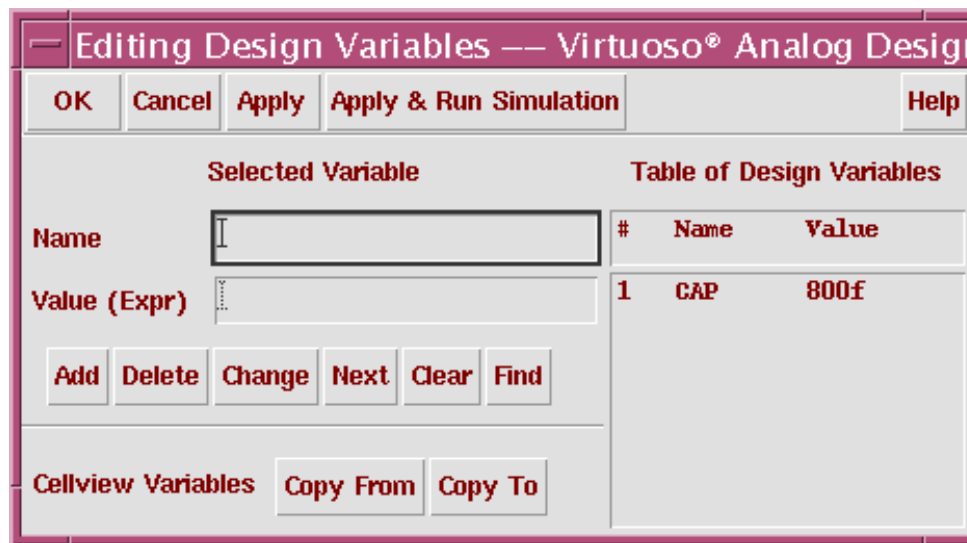 Editing Design Variables –– Virtuoso® Analog Desig
OK Cancel Apply Apply & Run Simulation Help
Selected Variable
Name
Value (Expr)
Add Delete Change Next Clear Find
Cellview Variables Copy From Copy To
Table of Design Variables
# Name Value
1 CAP 800f